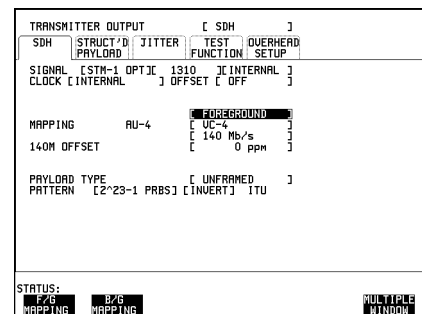 TRANSMITTER OUTPUT [ SDH ]
SDH STRUCT'D PAYLOAD JITTER TEST FUNCTION OVERHEAD SETUP
SIGNAL [STM-1 OPT][ 1310 ][INTERNAL ]
CLOCK [INTERNAL ] OFFSET [ OFF ]
[ FOREGROUND ]
MAPPING AU-4 [ VC-4 ]
[ 140 Mb/s ]
140M OFFSET [ 0 ppm ]
PAYLOAD TYPE [ UNFRAMED ]
PATTERN [2^23-1 PRBS] [INVERT] ITU
STATUS:
F/G MAPPING B/G MAPPING MULTIPLE WINDOW